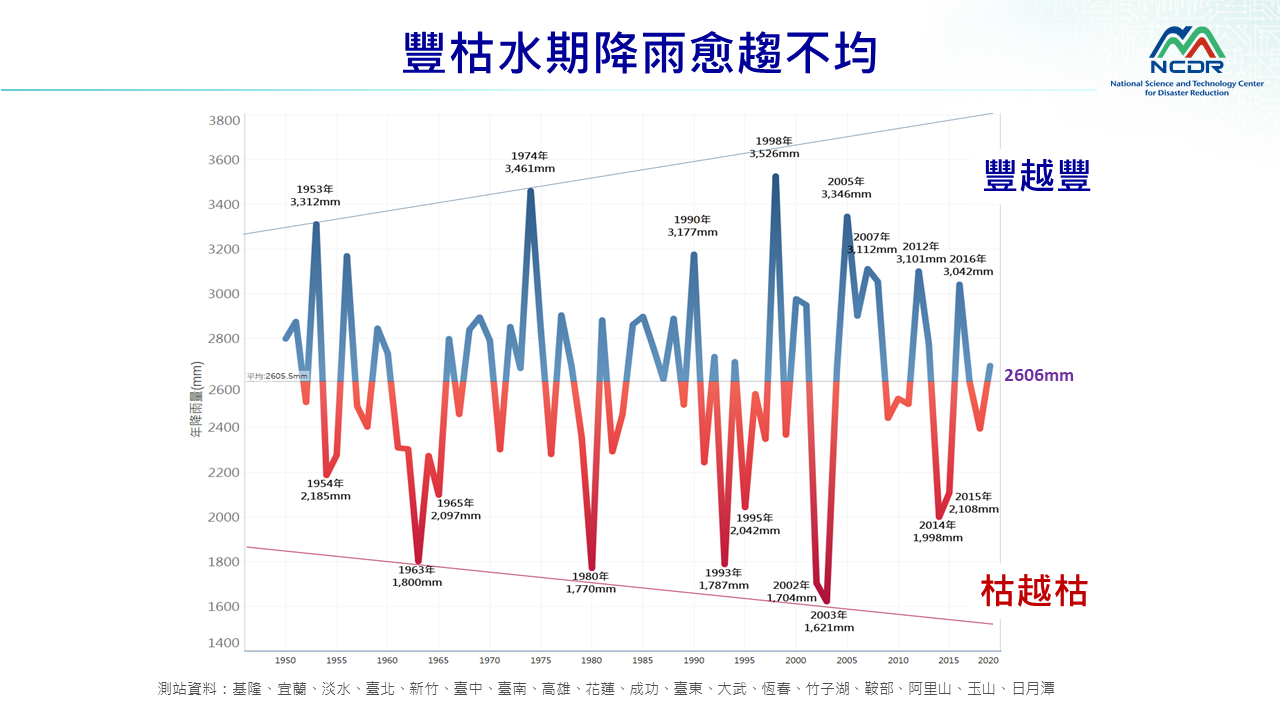 豐枯水期降雨愈趨不均
NCDR
National Science and Technology Center
for Disaster Reduction
3800
3600
3400
3200
3000
2800
2600
2400
2200
2000
1800
1600
1400
年降雨量(mm)
1953年
3,312mm
1974年
3,461mm
1990年
3,177mm
1998年
3,526mm
2005年
3,346mm
2007年
3,112mm
2012年
3,101mm
2016年
3,042mm
豐越豐
平均:2605.5mm
2606mm
1954年
2,185mm
1965年
2,097mm
1963年
1,800mm
1980年
1,770mm
1993年
1,787mm
1995年
2,042mm
2002年
1,704mm
2003年
1,621mm
2015年
2,108mm
2014年
1,998mm
枯越枯
1950 1955 1960 1965 1970 1975 1980 1985 1990 1995 2000 2005 2010 2015 2020
測站資料：基隆、宜蘭、淡水、臺北、新竹、臺中、臺南、高雄、花蓮、成功、臺東、大武、恆春、竹子湖、鞍部、阿里山、玉山、日月潭